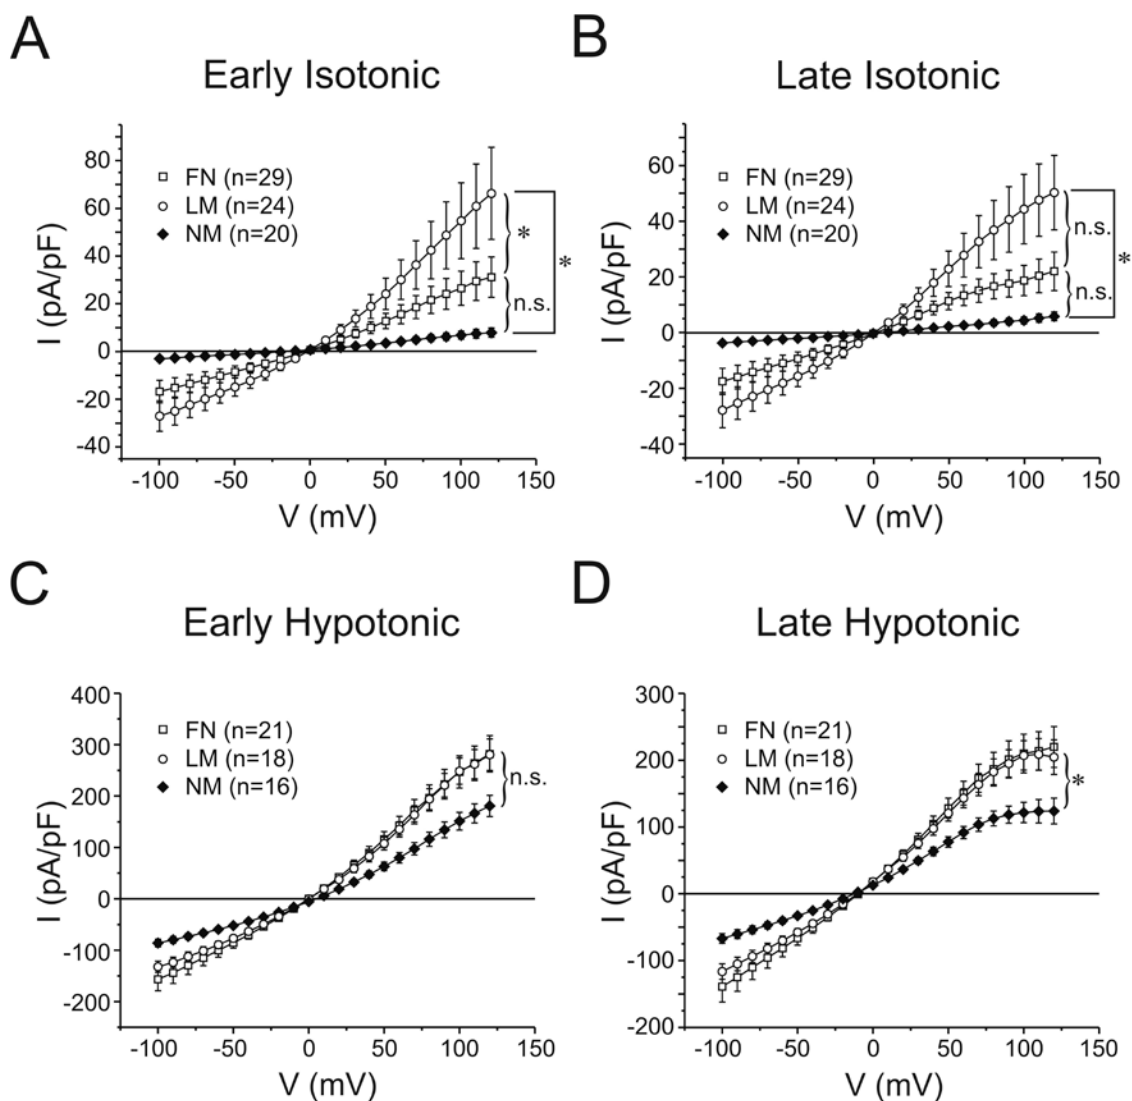 A
Early Isotonic
80
60
40
20
0
-20
-40
I (pA/pF)
FN (n=29)
LM (n=24)
NM (n=20)
*
n.s.
*
-100 -50 0 50 100 150
V (mV)
B
Late Isotonic
60
40
20
0
-20
-40
I (pA/pF)
FN (n=29)
LM (n=24)
NM (n=20)
n.s.
n.s.
*
-100 -50 0 50 100 150
V (mV)
C
Early Hypotonic
400
300
200
100
0
-100
-200
I (pA/pF)
FN (n=21)
LM (n=18)
NM (n=16)
n.s.
-100 -50 0 50 100 150
V (mV)
D
Late Hypotonic
300
200
100
0
-100
-200
I (pA/pF)
FN (n=21)
LM (n=18)
NM (n=16)
*
-100 -50 0 50 100 150
V (mV)